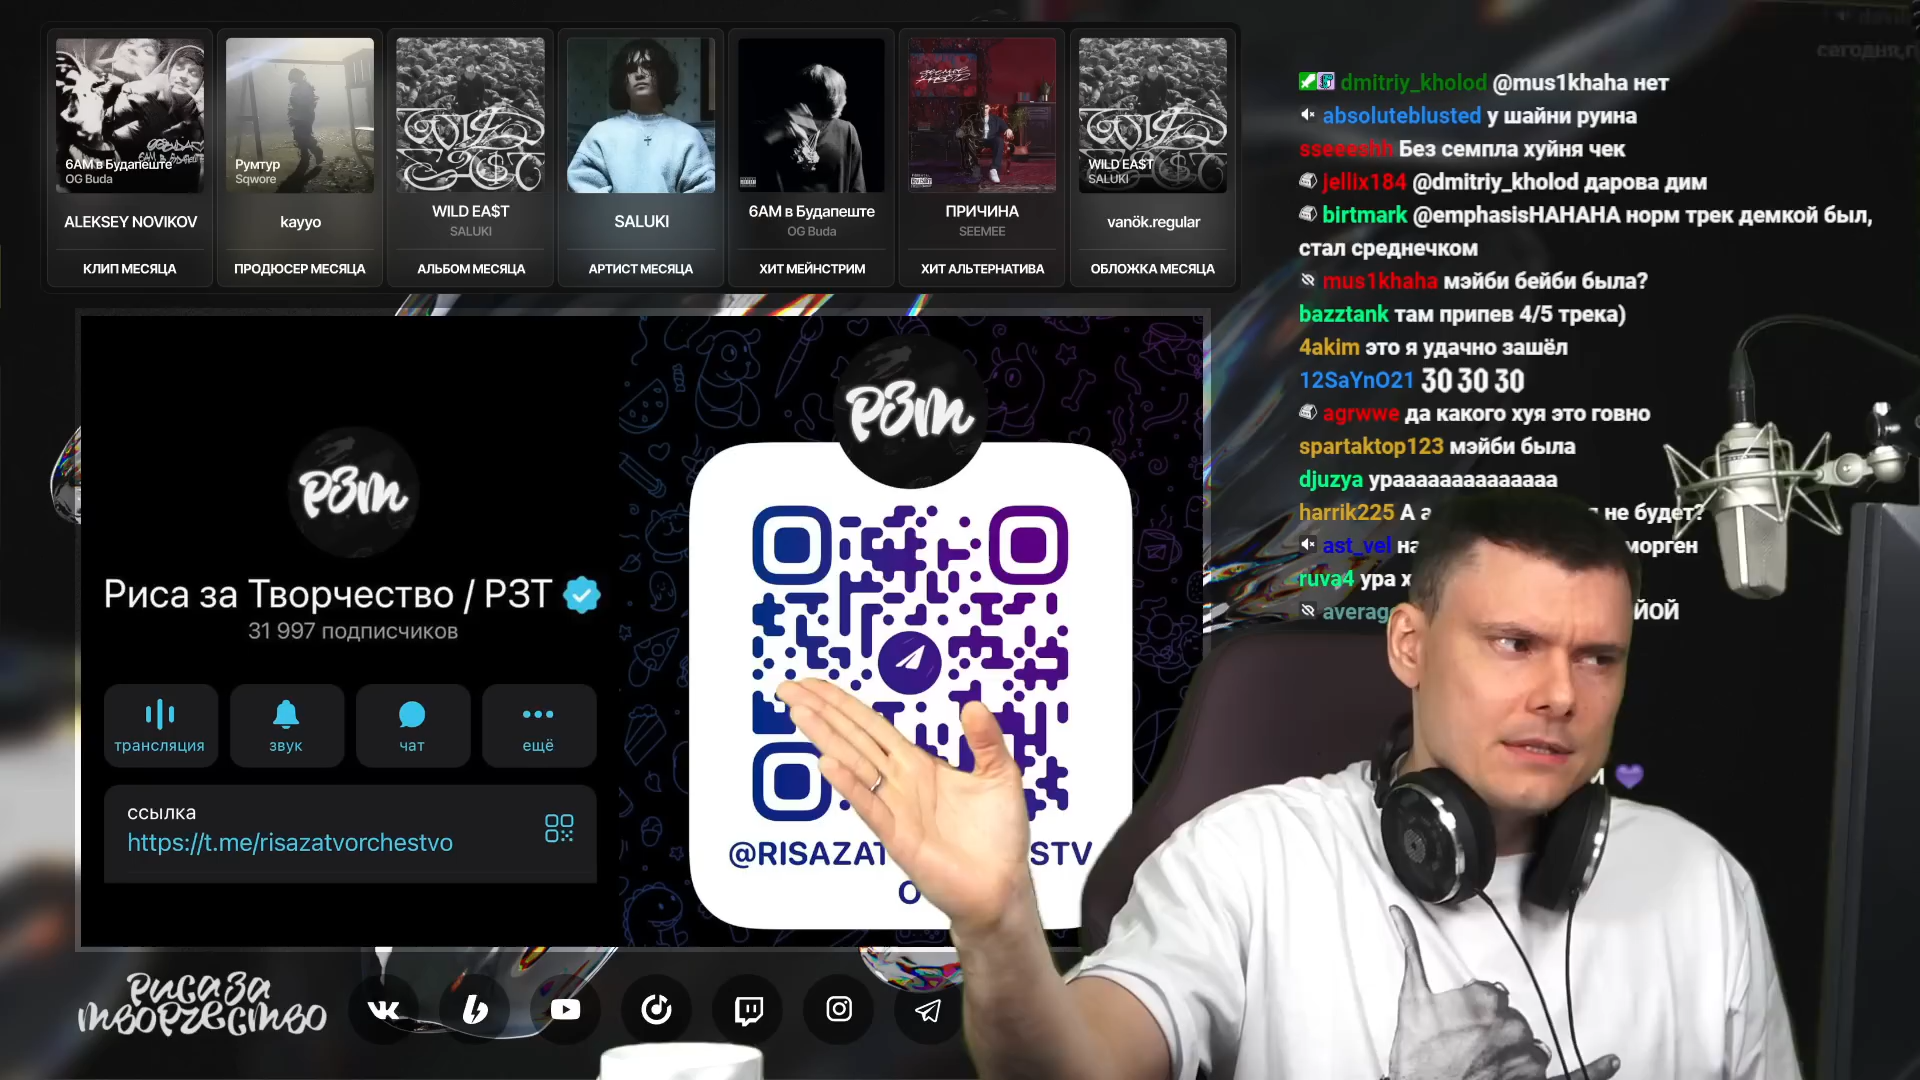 6AM в Будапеште
OG Buda
ALEKSEY NOVIKOV
КЛИП МЕСЯЦА
Румтур
Sqwore
kayyo
ПРОДЮСЕР МЕСЯЦА
WILD EA$T
SALUKI
АЛЬБОМ МЕСЯЦА
SALUKI
АРТИСТ МЕСЯЦА
6AM в Будапеште
OG Buda
ХИТ МЕЙНСТРИМ
ПРИЧИНА
SEEMEE
ХИТ АЛЬТЕРНАТИВА
WILD EA$T
SALUKI
vanök.regular
ОБЛОЖКА МЕСЯЦА
РЗТ
Риса за Творчество / РЗТ
31 997 подписчиков
трансляция
звук
чат
ещё
ссылка
https://t.me/risazatvorchestvo
РЗТ
@RISAZAT STV
O
Риса За
Творчество
сегодня,
dmitriy_kholod @mus1khaha нет
absoluteblusted у шайни руина
sseeeshh Без семпла хуйня чек
jellix184 @dmitriy_kholod дарова дим
birtmark @emphasisHAHAHA норм трек демкой был,
стал среднечком
mus1khaha мэйби бейби была?
bazztank там припев 4/5 трека)
4akim это я удачно зашёл
12SaYnO21 30 30 30
agrwwe да какого хуя это говно
spartaktop123 мэйби была
djuzya ураааааааааааааа
harrik225 А а не будет?
ast_vel на морген
ruva4 ура х
averag ЙОЙ